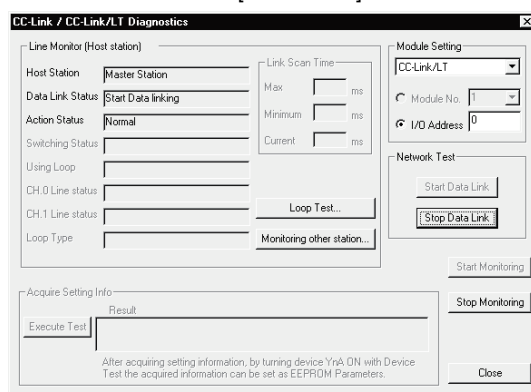 CC-Link / CC-Link/LT Diagnostics
Line Monitor (Host station)
Host Station Master Station
Data Link Status Start Data linking
Action Status Normal
Switching Status
Using Loop
CH.0 Line status
CH.1 Line status
Loop Type
Link Scan Time
Max ms
Minimum ms
Current ms
Loop Test...
Monitoring other station...
Module Setting
CC-Link/LT
Module No. 1
I/O Address 0
Network Test
Start Data Link
Stop Data Link
Start Monitoring
Stop Monitoring
Close
Acquire Setting Info
Result
Execute Test
After acquiring setting information, by turning device YnA ON with Device
Test the acquired information can be set as EEPROM Parameters.